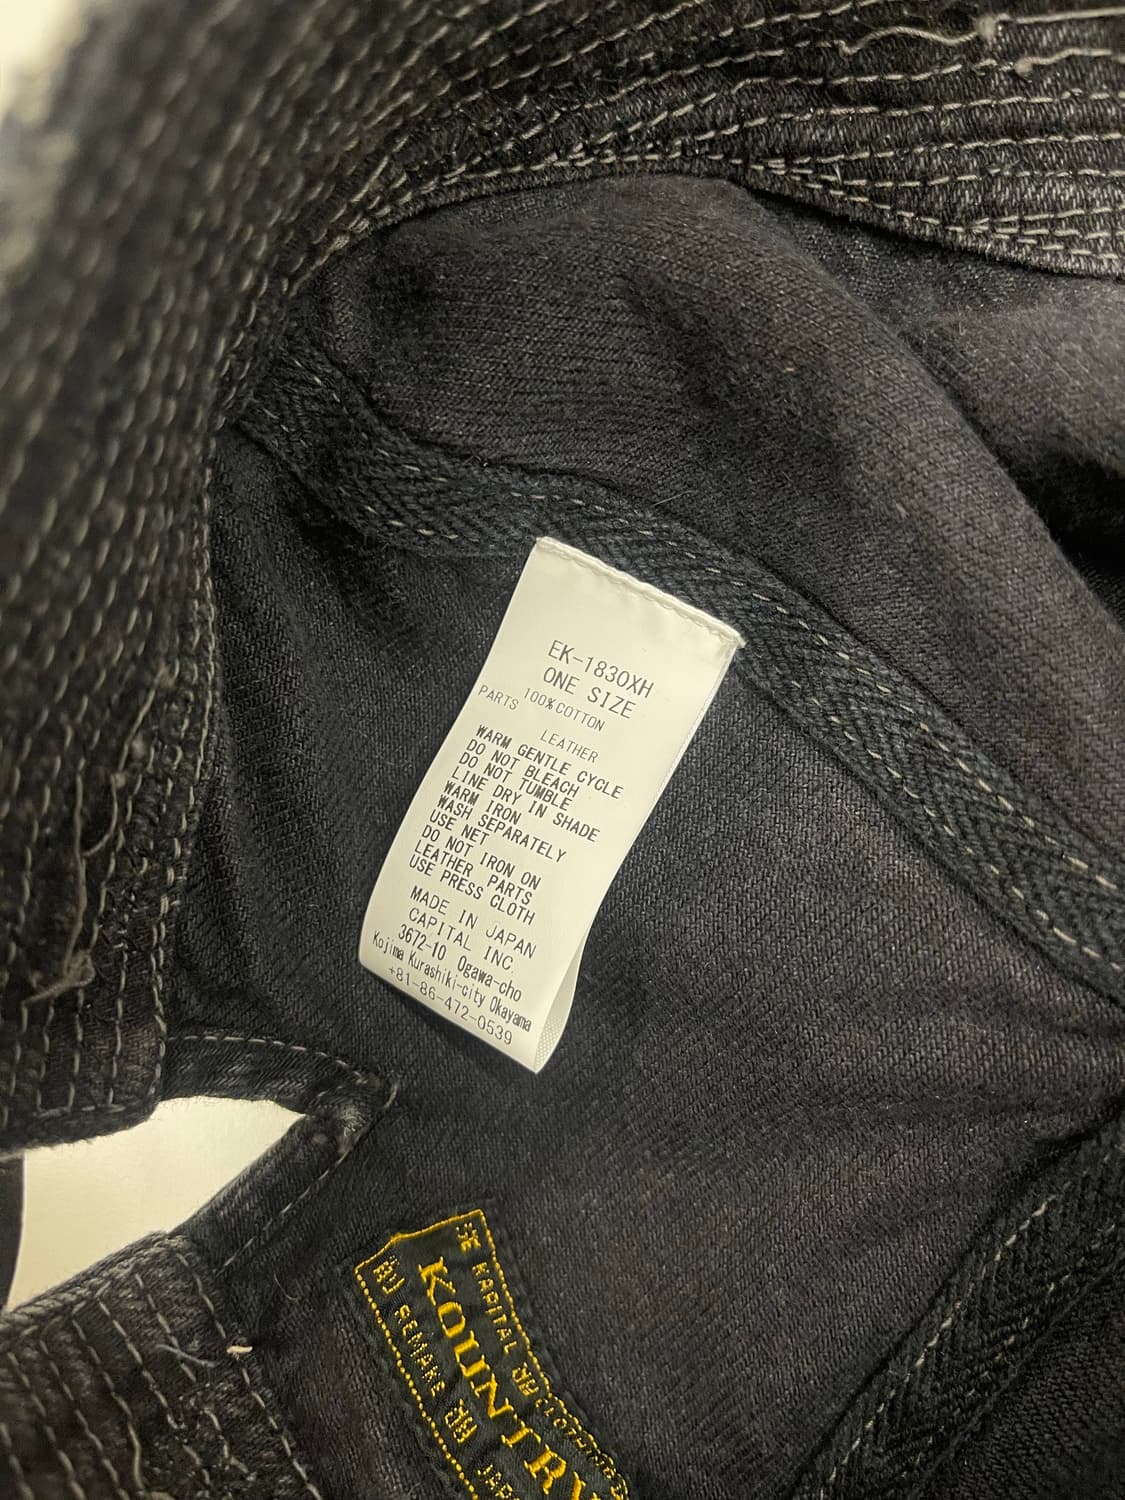 EK-1830XH
ONE SIZE
100%COTTON
PARTS LEATHER
WARM GENTLE CYCLE
DO NOT BLEACH
DO NOT TUMBLE
LINE DRY IN SHADE
WARM IRON
WASH SEPARATELY
USE NET
DO NOT IRON ON
LEATHER PARTS
USE PRESS CLOTH
MADE IN JAPAN
CAPITAL INC.
3672-10 Ogawa-cho
Kojima Kurashiki-city Okayama
+81-86-472-0539
KAPITAL
KOUNTRY
REMAKE